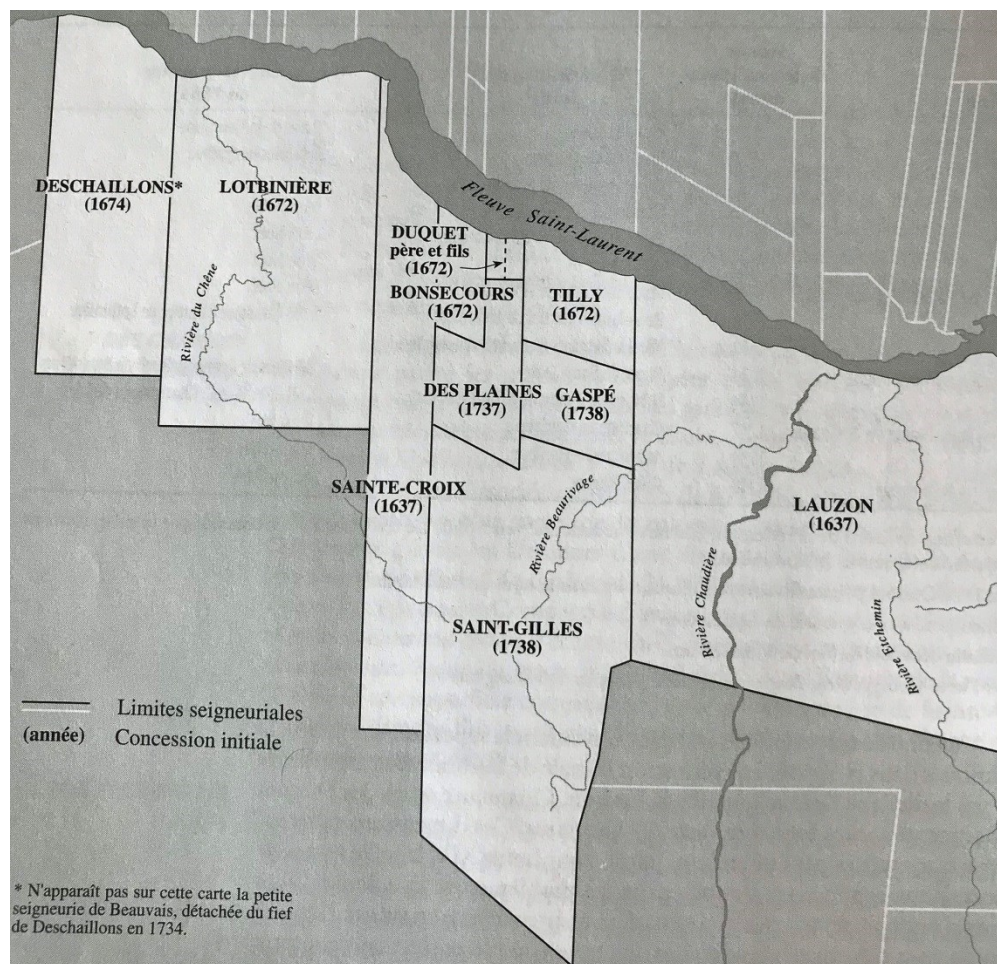 DESCHAILLONS*
(1674)
LOTBINIÈRE
(1672)
Fleuve Saint-Laurent
DUQUET
père et fils
(1672)
BONSECOURS
(1672)
TILLY
(1672)
Rivière du Chêne
DES PLAINES
(1737)
GASPÉ
(1738)
SAINTE-CROIX
(1637)
Rivière Beaurivage
LAUZON
(1637)
Rivière Chaudière
Rivière Etchemin
SAINT-GILLES
(1738)
Limites seigneuriales
(année) Concession initiale
* N'apparaît pas sur cette carte la petite
seigneurie de Beauvais, détachée du fief
de Deschaillons en 1734.